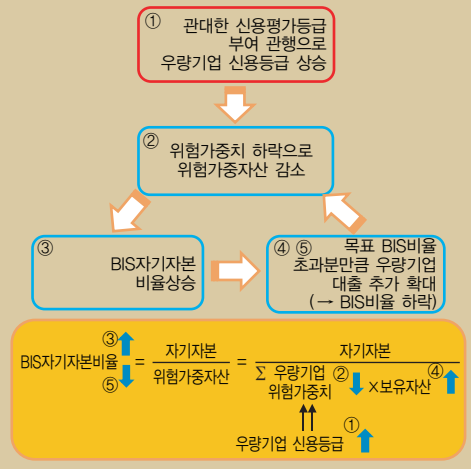 ① 관대한 신용평가등급
부여 관행으로
우량기업 신용등급 상승
② 위험가중치 하락으로
위험가중자산 감소
③
BIS자기자본
비율상승
④ ⑤ 목표 BIS비율
초과분만큼 우량기업
대출 추가 확대
(→ BIS비율 하락)
③
BIS자기자본비율 = 자기자본 = 자기자본
⑤
위험가중자산
∑ 우량기업 ② ×보유자산 ④
위험가중치
①
우량기업 신용등급